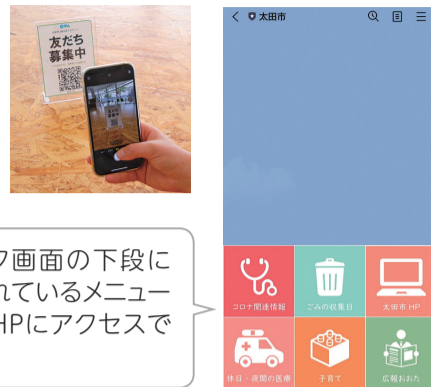 友だち
募集中
太田市
ク画面の下段に
れているメニュー
HPにアクセスで
コロナ関連情報
ごみの収集日
太田市 HP
休日・夜間の医療
子育て
広報おおた